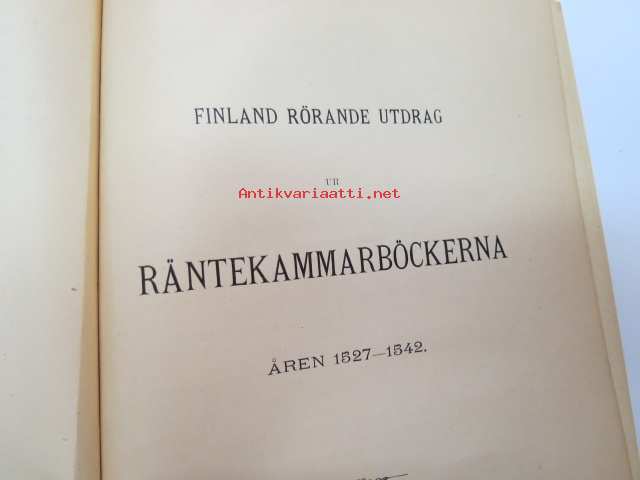 FINLAND RÖRANDE UTDRAG
UR
Antikvariaatti.net
RÄNTEKAMMARBÖCKERNA
ÅREN 1527—1542.